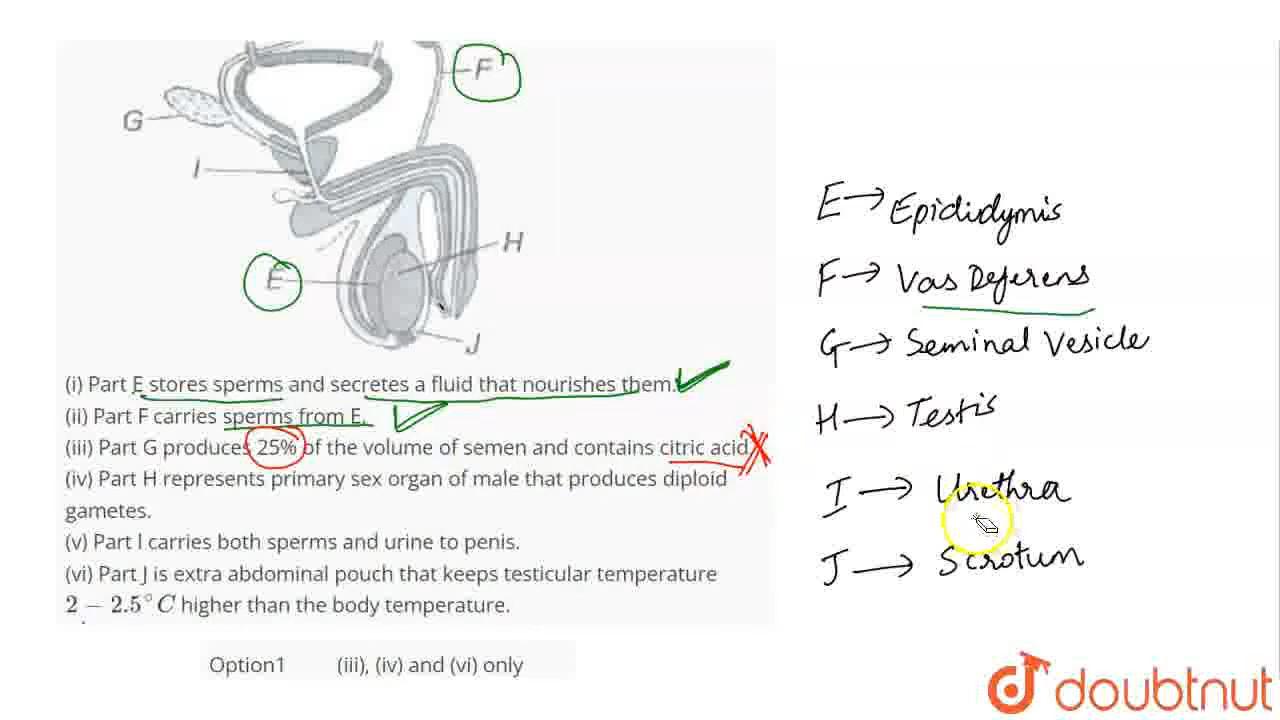 F
G
I
H
E
J
(i) Part E stores sperms and secretes a fluid that nourishes them.
(ii) Part F carries sperms from E.
(iii) Part G produces 25% of the volume of semen and contains citric acid
(iv) Part H represents primary sex organ of male that produces diploid
gametes.
(v) Part I carries both sperms and urine to penis.
(vi) Part J is extra abdominal pouch that keeps testicular temperature
2 − 2.5°C higher than the body temperature.
Option1 (iii), (iv) and (vi) only
E → Epididymis
F → Vas Deferens
G → Seminal Vesicle
H → Testis
I → Urethra
J → Scrotum
doubtnut